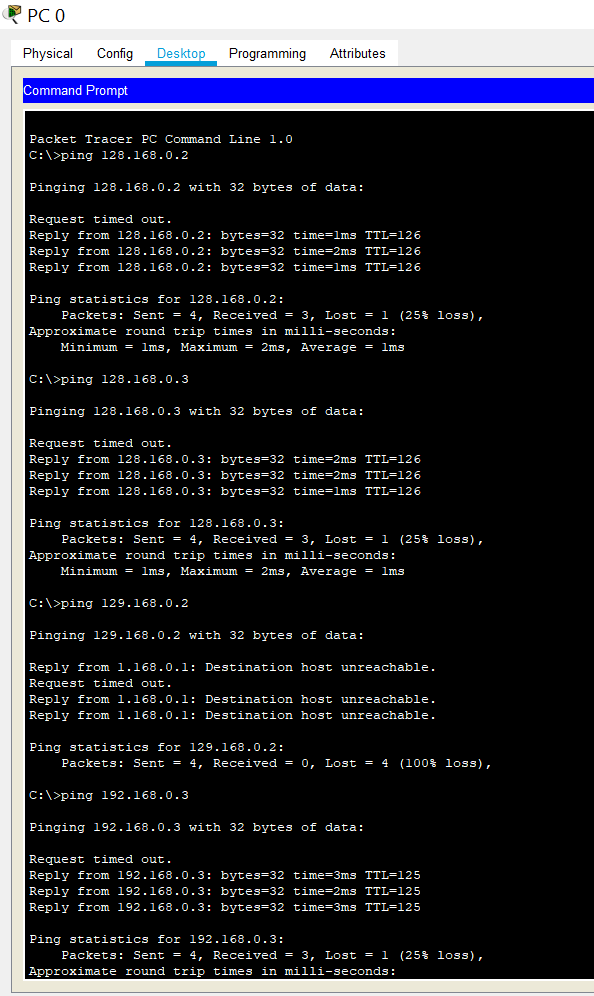 PC 0
Physical Config Desktop Programming Attributes
Command Prompt
Packet Tracer PC Command Line 1.0
C:\>ping 128.168.0.2
Pinging 128.168.0.2 with 32 bytes of data:
Request timed out.
Reply from 128.168.0.2: bytes=32 time=1ms TTL=126
Reply from 128.168.0.2: bytes=32 time=2ms TTL=126
Reply from 128.168.0.2: bytes=32 time=1ms TTL=126
Ping statistics for 128.168.0.2:
Packets: Sent = 4, Received = 3, Lost = 1 (25% loss),
Approximate round trip times in milli-seconds:
Minimum = 1ms, Maximum = 2ms, Average = 1ms
C:\>ping 128.168.0.3
Pinging 128.168.0.3 with 32 bytes of data:
Request timed out.
Reply from 128.168.0.3: bytes=32 time=2ms TTL=126
Reply from 128.168.0.3: bytes=32 time=2ms TTL=126
Reply from 128.168.0.3: bytes=32 time=1ms TTL=126
Ping statistics for 128.168.0.3:
Packets: Sent = 4, Received = 3, Lost = 1 (25% loss),
Approximate round trip times in milli-seconds:
Minimum = 1ms, Maximum = 2ms, Average = 1ms
C:\>ping 129.168.0.2
Pinging 129.168.0.2 with 32 bytes of data:
Reply from 1.168.0.1: Destination host unreachable.
Request timed out.
Reply from 1.168.0.1: Destination host unreachable.
Reply from 1.168.0.1: Destination host unreachable.
Ping statistics for 129.168.0.2:
Packets: Sent = 4, Received = 0, Lost = 4 (100% loss),
C:\>ping 192.168.0.3
Pinging 192.168.0.3 with 32 bytes of data:
Request timed out.
Reply from 192.168.0.3: bytes=32 time=3ms TTL=125
Reply from 192.168.0.3: bytes=32 time=2ms TTL=125
Reply from 192.168.0.3: bytes=32 time=3ms TTL=125
Ping statistics for 192.168.0.3:
Packets: Sent = 4, Received = 3, Lost = 1 (25% loss),
Approximate round trip times in milli-seconds: